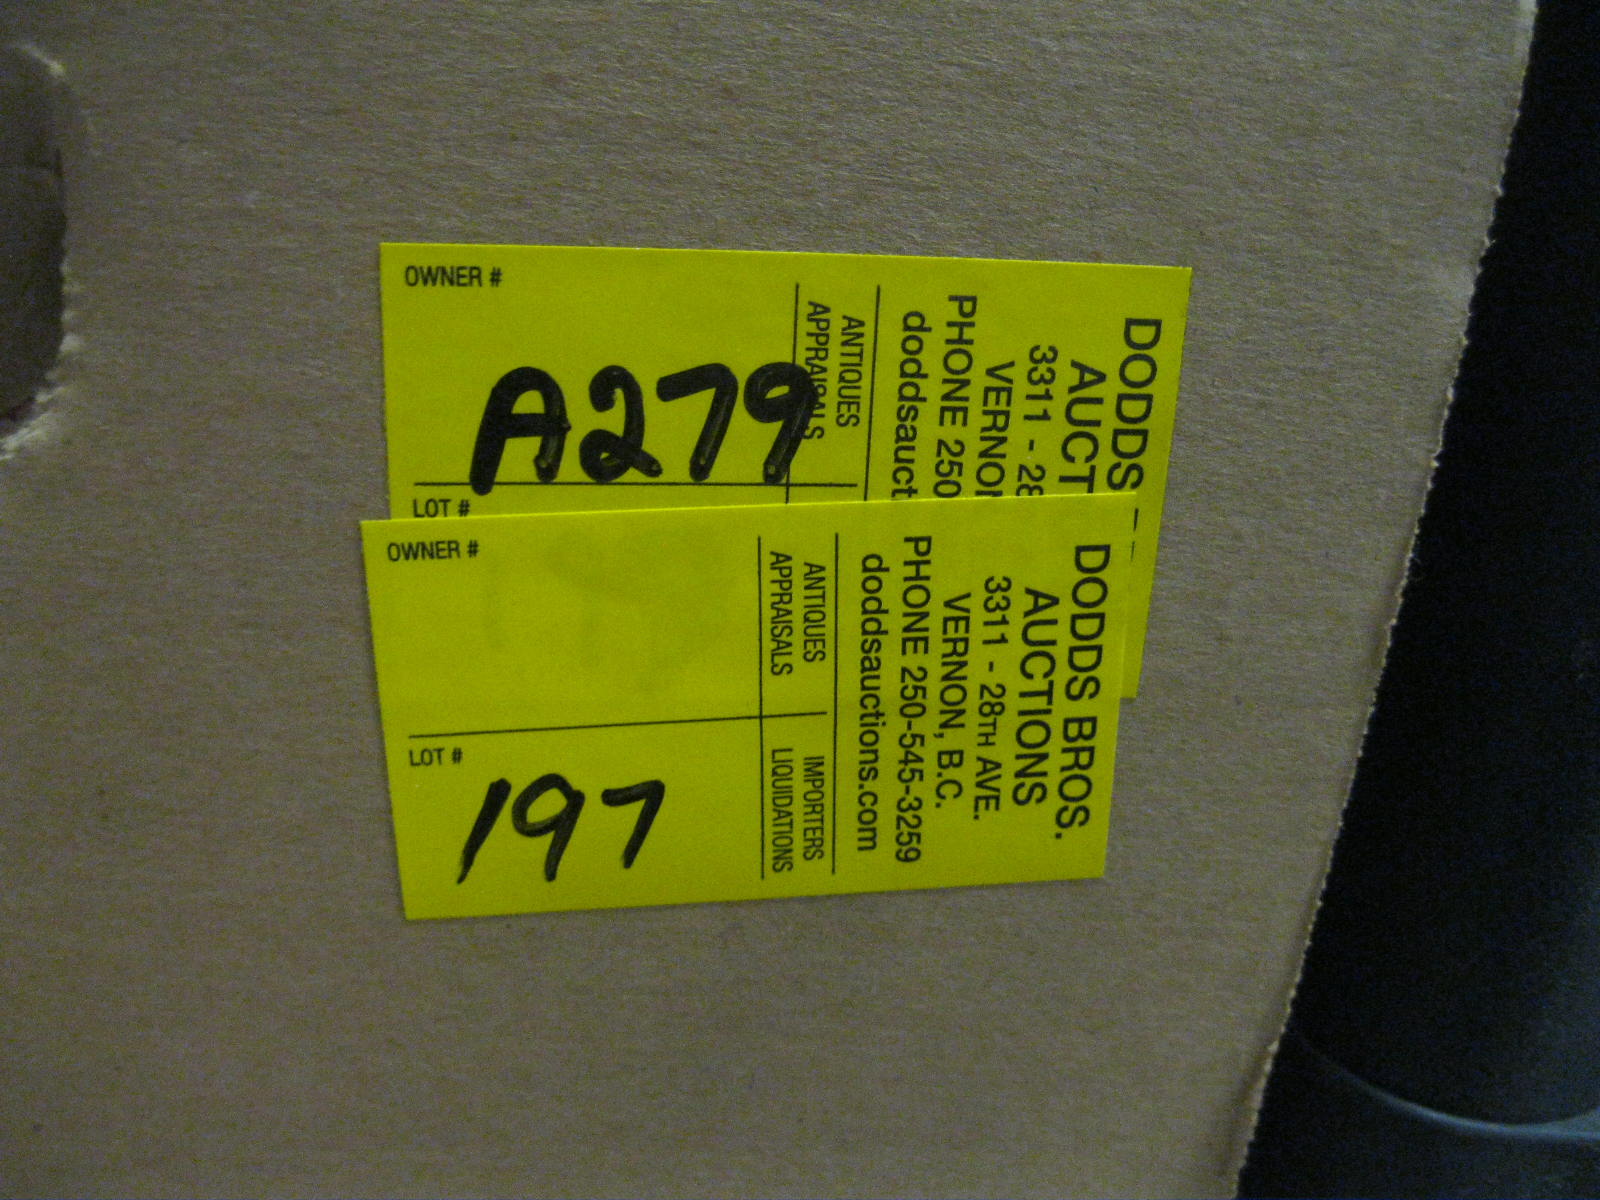 OWNER #
A279
LOT #
ANTIQUES
APPRAISALS
DODDS
AUCT
3311 - 28
VERNON
PHONE 250
doddsauct
OWNER #
LOT #
197
ANTIQUES
APPRAISALS
IMPORTERS
LIQUIDATIONS
DODDS BROS.
AUCTIONS
3311 - 28TH AVE.
VERNON, B.C.
PHONE 250-545-3259
doddsauctions.com